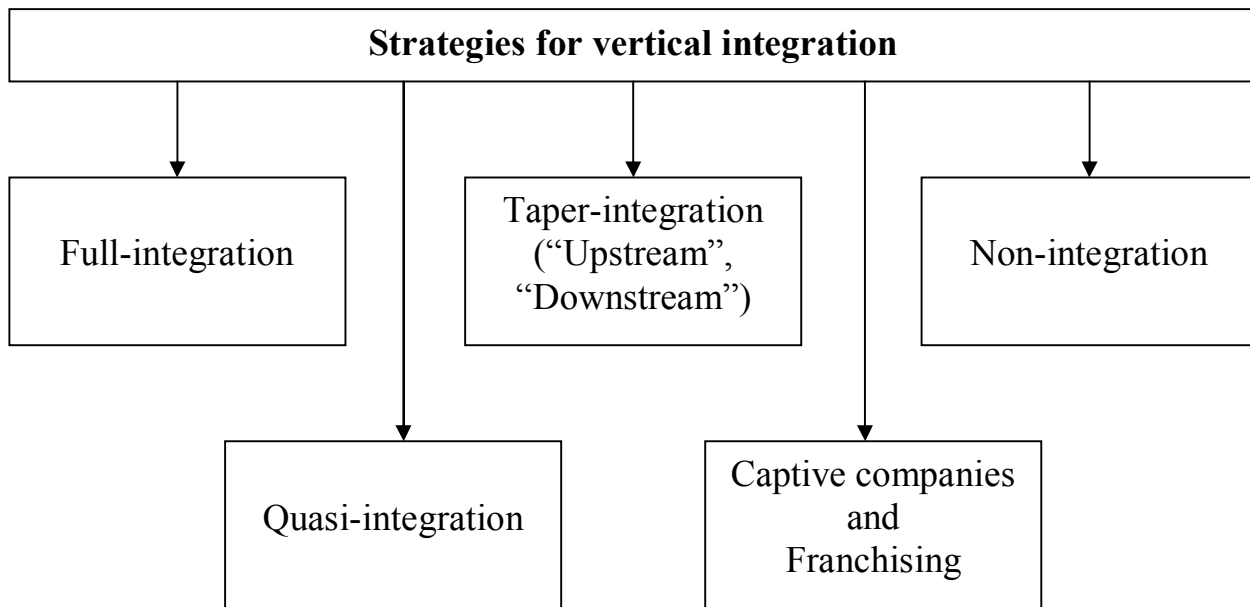 Strategies for vertical integration
Full-integration
Taper-integration
(“Upstream”,
“Downstream”)
Non-integration
Quasi-integration
Captive companies
and
Franchising